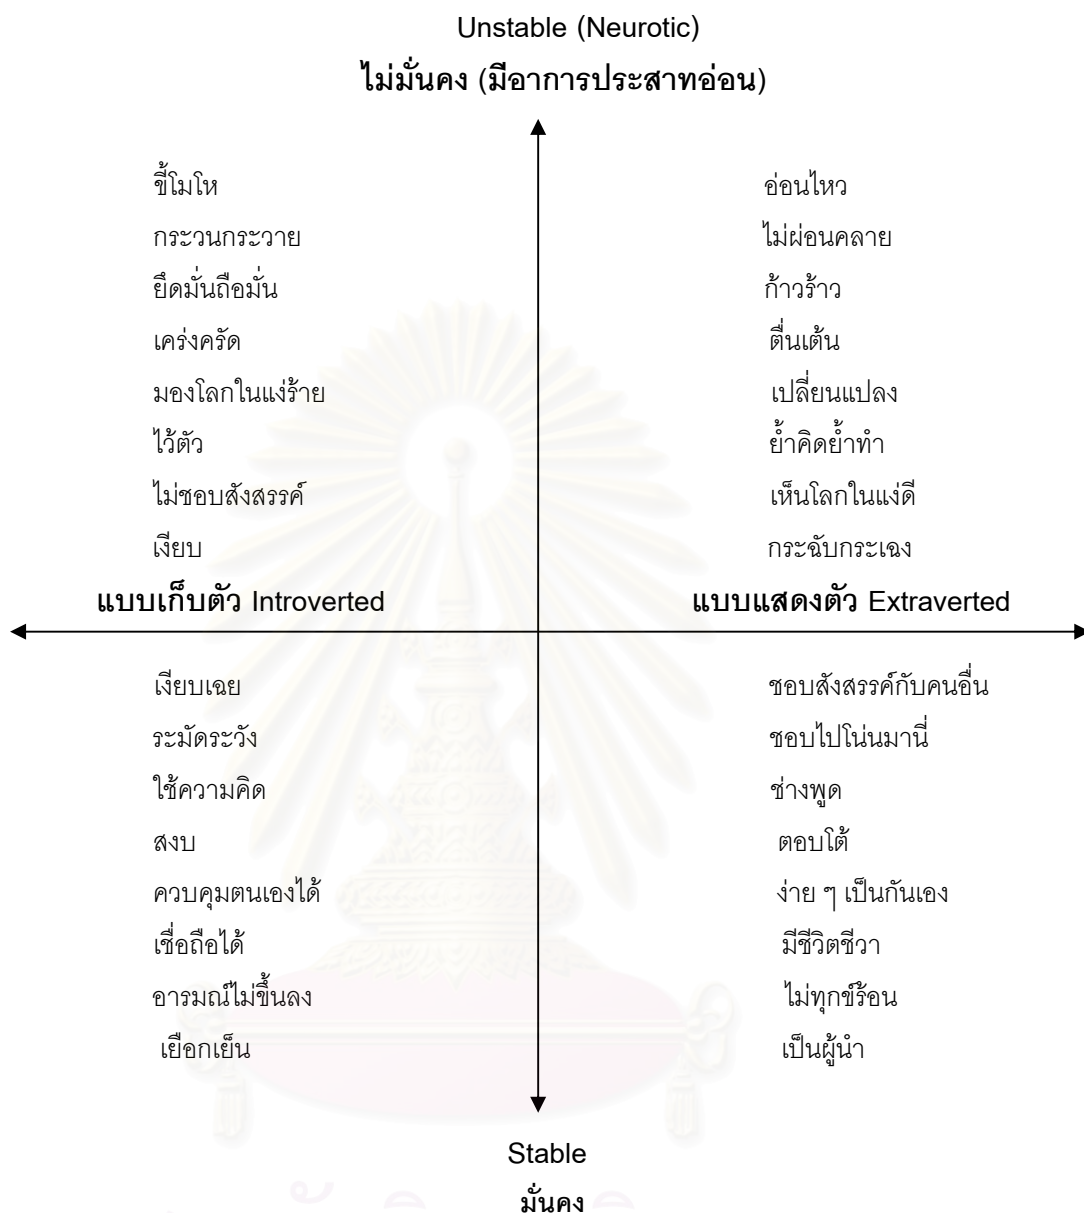 Unstable (Neurotic)
ไม่มั่นคง (มีอาการประสาทอ่อน)
ขี้โมโห อ่อนไหว
กระวนกระวาย ไม่ผ่อนคลาย
ยึดมั่นถือมั่น ก้าวร้าว
เคร่งครัด ตื่นเต้น
มองโลกในแง่ร้าย เปลี่ยนแปลง
ไว้ตัว ย้ำคิดย้ำทำ
ไม่ชอบสังสรรค์ เห็นโลกในแง่ดี
เงียบ กระฉับกระเฉง
แบบเก็บตัว Introverted แบบแสดงตัว Extraverted
เงียบเฉย ชอบสังสรรค์กับคนอื่น
ระมัดระวัง ชอบไปโน่นมานี่
ใช้ความคิด ช่างพูด
สงบ ตอบโต้
ควบคุมตนเองได้ ง่าย ๆ เป็นกันเอง
เชื่อถือได้ มีชีวิตชีวา
อารมณ์ไม่ขึ้นลง ไม่ทุกข์ร้อน
เยือกเย็น เป็นผู้นำ
Stable
มั่นคง